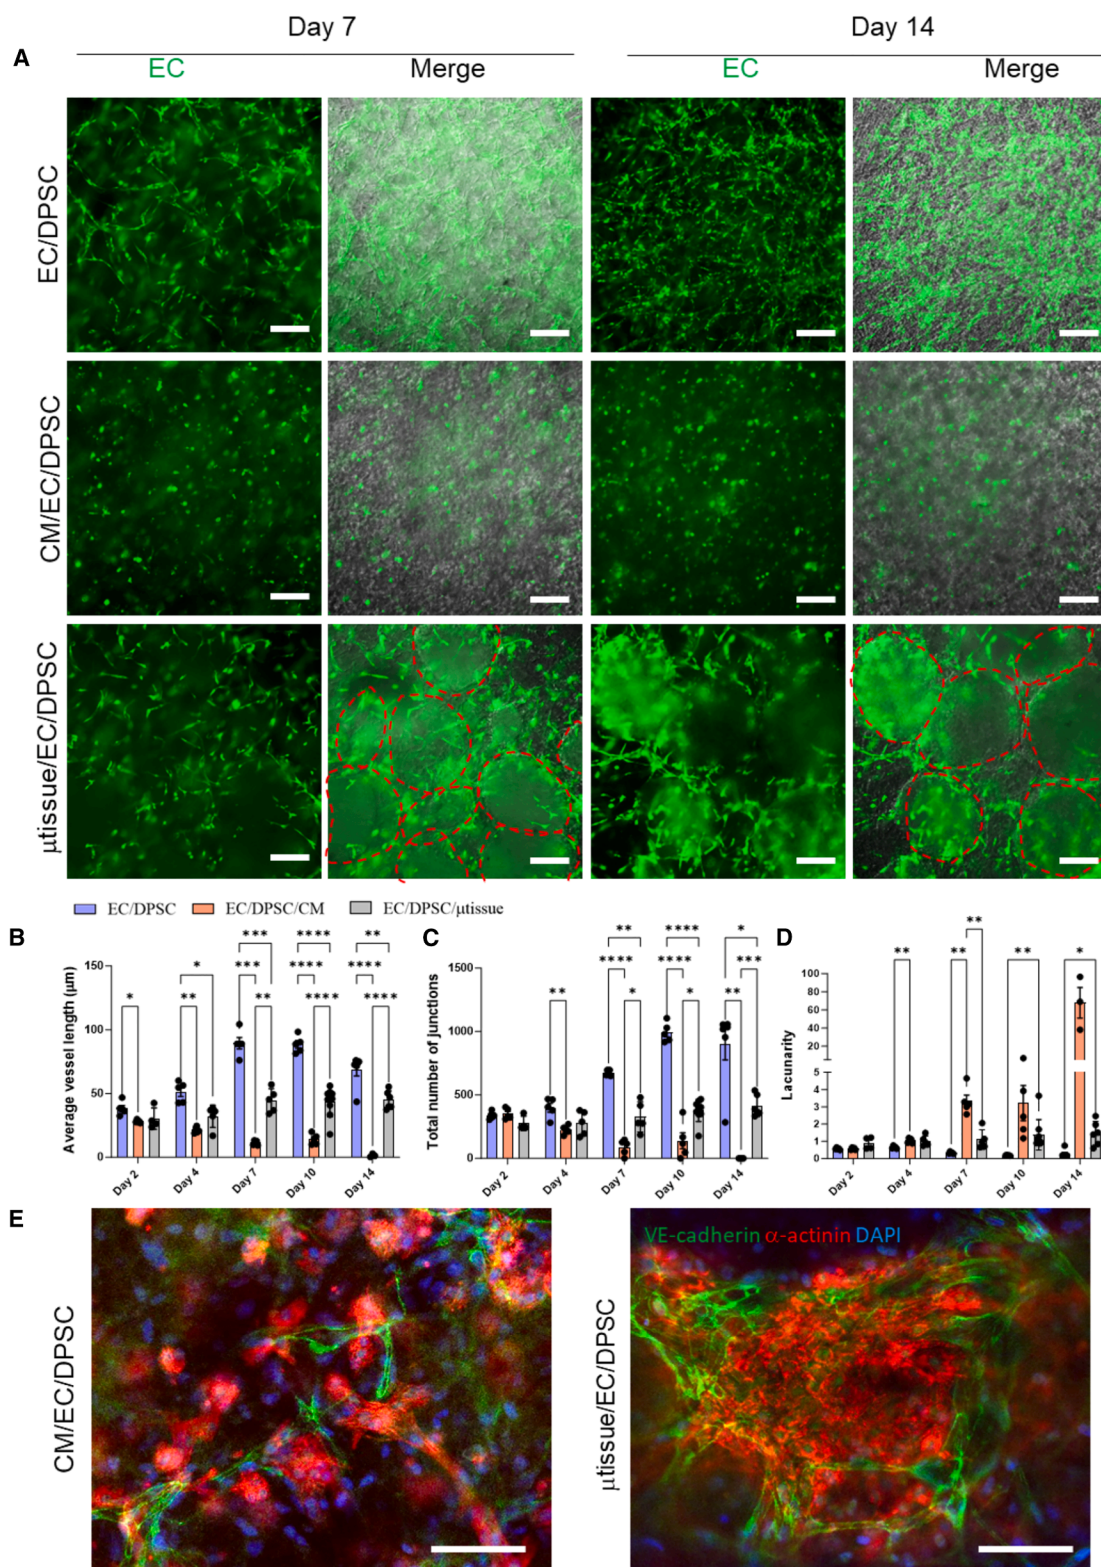 Day 7 Day 14
A EC Merge EC Merge
EC/DPSC
CM/EC/DPSC
μtissue/EC/DPSC
EC/DPSC EC/DPSC/CM EC/DPSC/μtissue
B
Average vessel length (μm)
150
100
50
0
Day 2 Day 4 Day 7 Day 10 Day 14
* ** * *** ** *** **** **** **** **** **** **
C
Total number of junctions
1500
1000
500
0
Day 2 Day 4 Day 7 Day 10 Day 14
** **** * ** **** * **** ** *** *
D
Lacunarity
100
80
60
40
20
5
4
3
2
1
0
Day 2 Day 4 Day 7 Day 10 Day 14
** ** ** ** *
E
CM/EC/DPSC
μtissue/EC/DPSC
VE-cadherin α-actinin DAPI